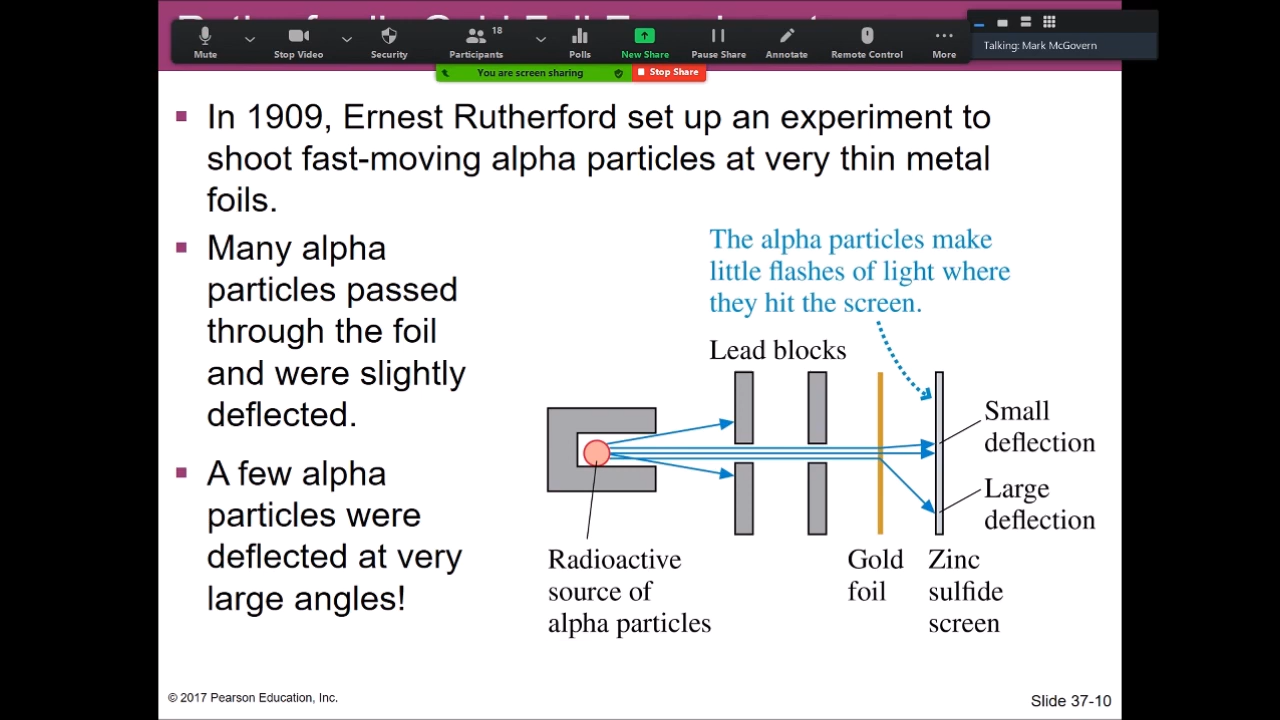 Mute
Stop Video
Security
Participants
18
Polls
New Share
Pause Share
Annotate
Remote Control
More
Talking: Mark McGovern
You are screen sharing
Stop Share
In 1909, Ernest Rutherford set up an experiment to
shoot fast-moving alpha particles at very thin metal
foils.
Many alpha
particles passed
through the foil
and were slightly
deflected.
A few alpha
particles were
deflected at very
large angles!
The alpha particles make
little flashes of light where
they hit the screen.
Lead blocks
Small
deflection
Large
deflection
Radioactive
source of
alpha particles
Gold
foil
Zinc
sulfide
screen
© 2017 Pearson Education, Inc.
Slide 37-10